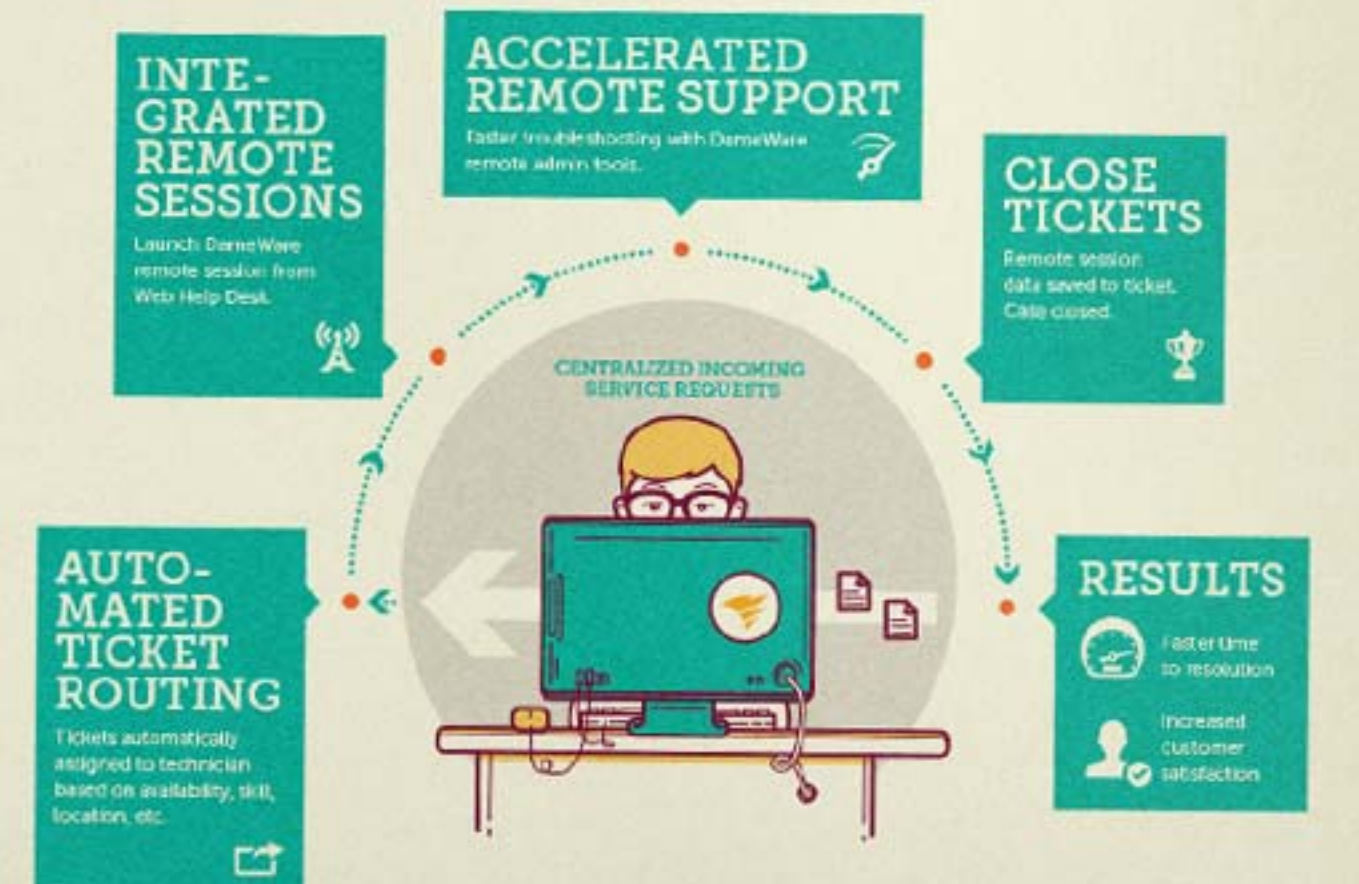 INTE-
GRATED
REMOTE
SESSIONS
Launch DameWare
remote session from
Web Help Desk.
ACCELERATED
REMOTE SUPPORT
Faster troubleshooting with DameWare
remote admin tools.
CLOSE
TICKETS
Remote session
data saved to ticket.
Case closed.
CENTRALIZED INCOMING
SERVICE REQUESTS
AUTO-
MATED
TICKET
ROUTING
Tickets automatically
assigned to technician
based on availability, skill,
location, etc.
RESULTS
Faster time
to resolution
Increased
Customer
satisfaction